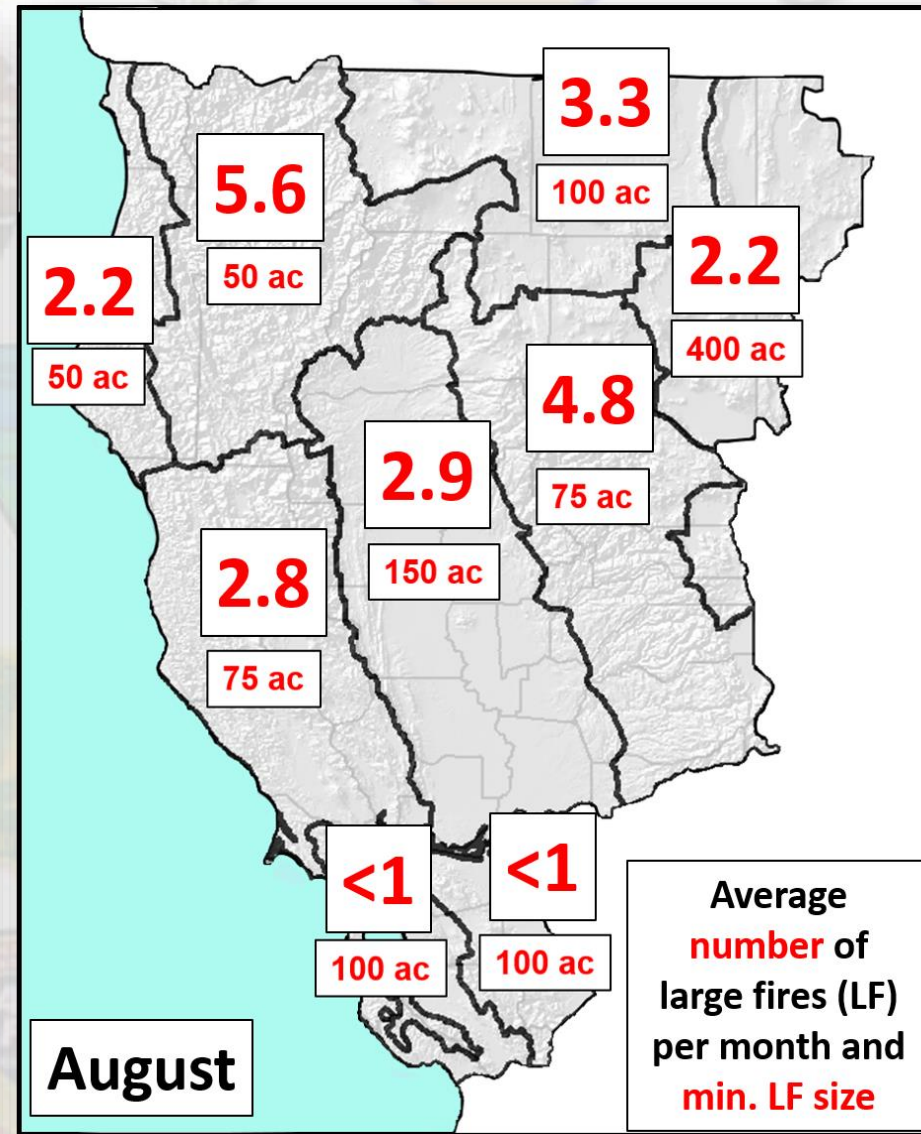 3.3
100 ac
5.6
50 ac
2.2
50 ac
2.2
400 ac
4.8
75 ac
2.9
150 ac
2.8
75 ac
<1
100 ac
<1
100 ac
August
Average
number of
large fires (LF)
per month and
min. LF size